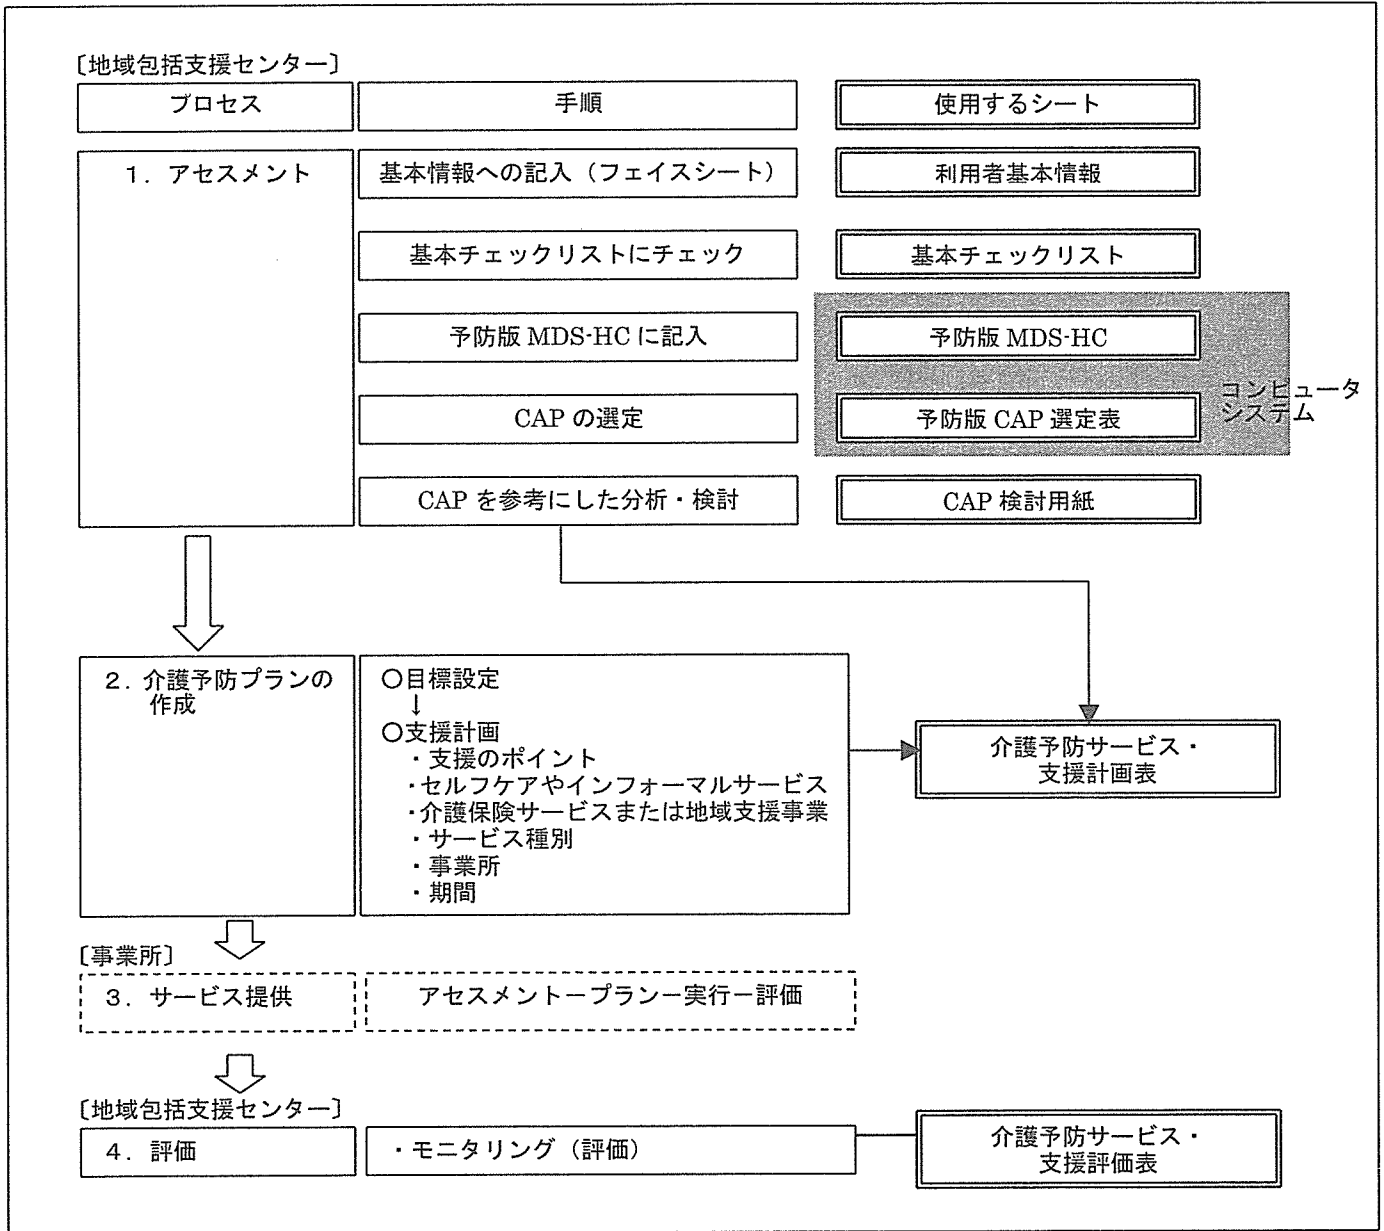 〔地域包括支援センター〕
プロセス
手順
使用するシート
1．アセスメント
基本情報への記入（フェイスシート）
利用者基本情報
基本チェックリストにチェック
基本チェックリスト
予防版 MDS-HC に記入
予防版 MDS-HC
CAP の選定
予防版 CAP 選定表
コンピュータ
システム
CAP を参考にした分析・検討
CAP 検討用紙
2．介護予防プランの
作成
○目標設定
↓
○支援計画
・支援のポイント
・セルフケアやインフォーマルサービス
・介護保険サービスまたは地域支援事業
・サービス種別
・事業所
・期間
介護予防サービス・
支援計画表
〔事業所〕
3．サービス提供
アセスメント－プラン－実行－評価
〔地域包括支援センター〕
4．評価
・モニタリング（評価）
介護予防サービス・
支援評価表